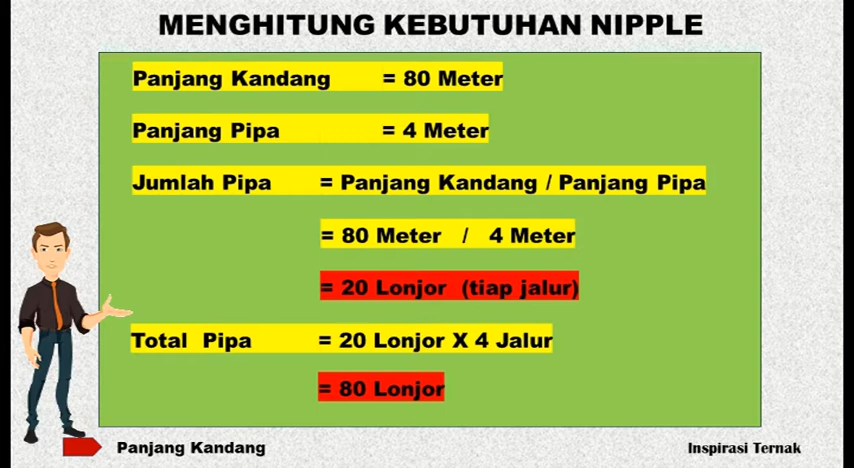 MENGHITUNG KEBUTUHAN NIPPLE
Panjang Kandang = 80 Meter
Panjang Pipa = 4 Meter
Jumlah Pipa = Panjang Kandang / Panjang Pipa
= 80 Meter / 4 Meter
= 20 Lonjor (tiap jalur)
Total Pipa = 20 Lonjor X 4 Jalur
= 80 Lonjor
Panjang Kandang
Inspirasi Ternak